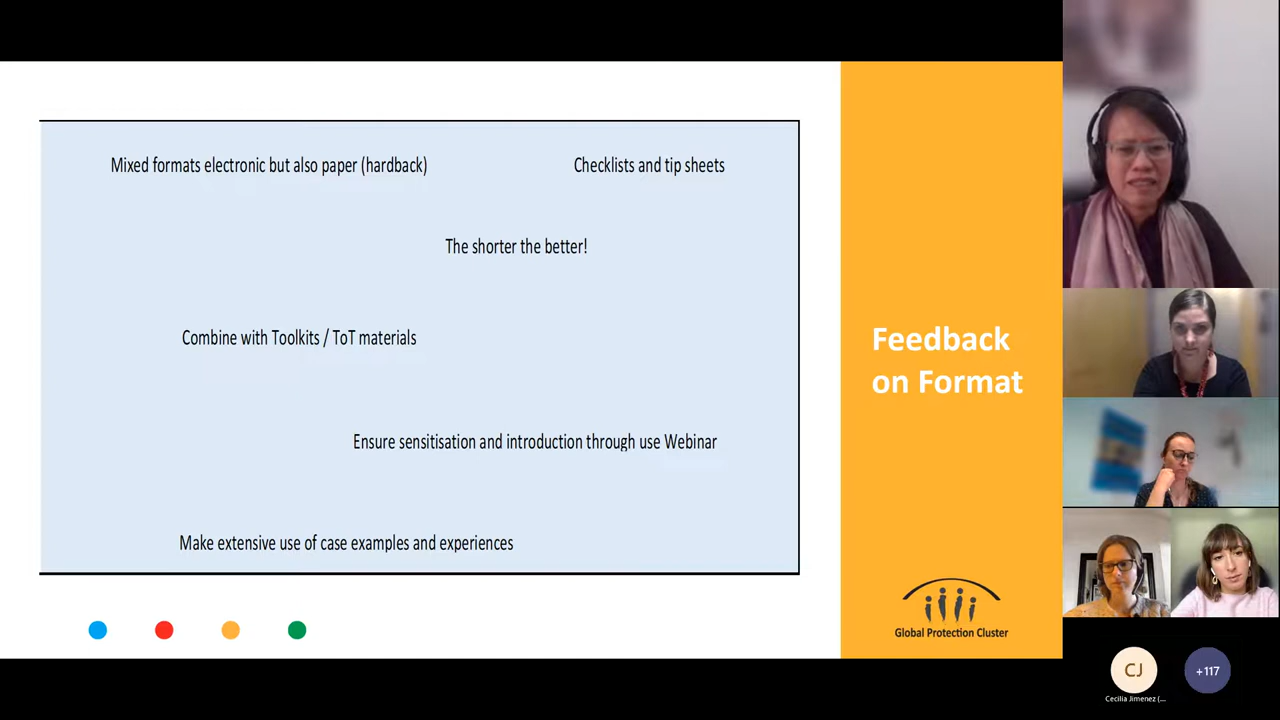 Mixed formats electronic but also paper (hardback)
Checklists and tip sheets
The shorter the better!
Combine with Toolkits / ToT materials
Ensure sensitisation and introduction through use Webinar
Make extensive use of case examples and experiences
Feedback
on Format
Global Protection Cluster
CJ
+117
Cecilia Jimenez (...